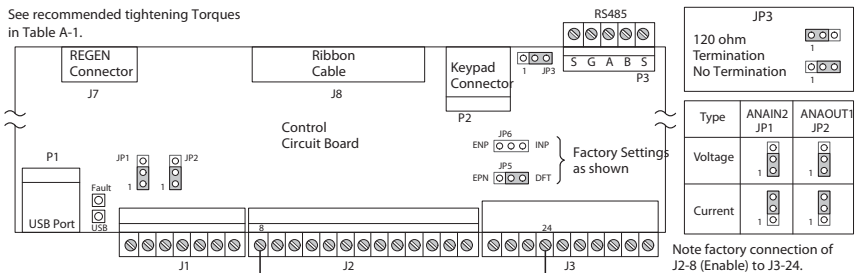 See recommended tightening Torques
in Table A-1.
RS485
REGEN
Connector
J7
Ribbon
Cable
J8
Keypad
Connector
P2
1 JP3
S G A B S
P3
JP3
120 ohm
Termination
1
No Termination
1
Control
Circuit Board
JP6
ENP INP
JP5
EPN DFT
Factory Settings
as shown
Type ANAIN2 ANAOUT1
JP1 JP2
Voltage
1 1
Current
1 1
P1
USB Port
Fault
USB
JP1 JP2
1 1
8
24
J1
J2
J3
Note factory connection of
J2-8 (Enable) to J3-24.